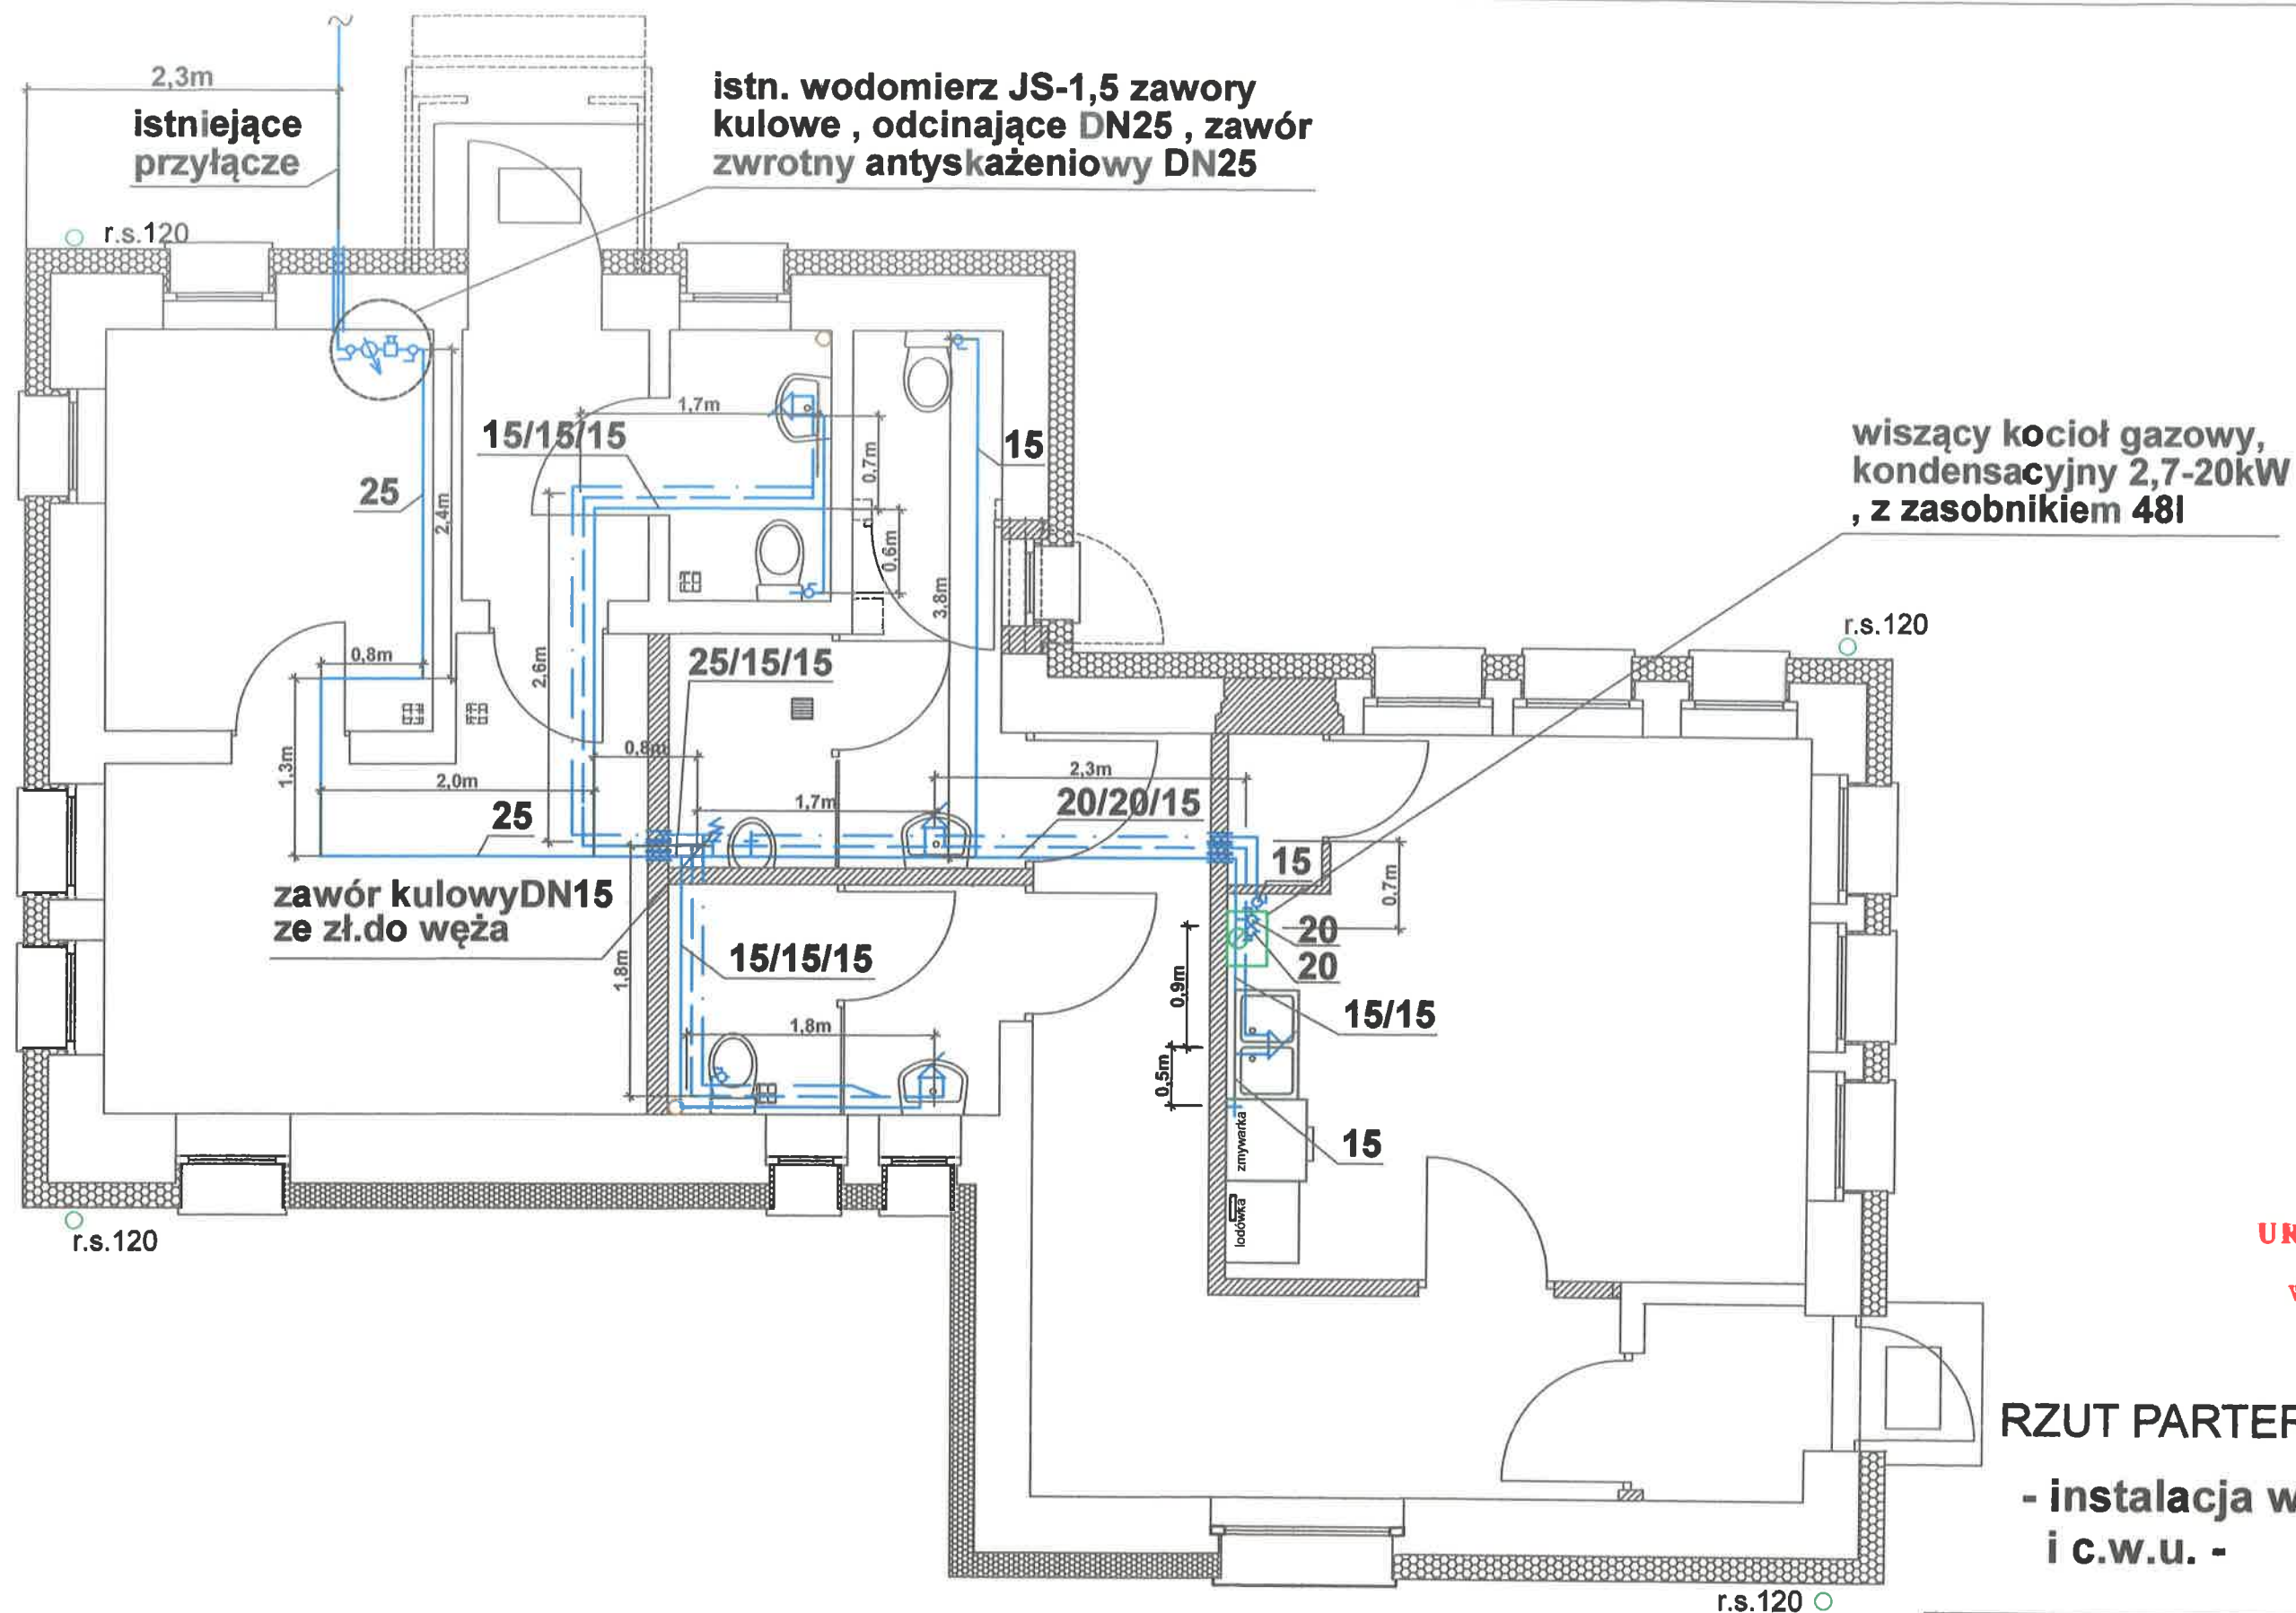 2,3m
istniejące
przyłącze
istn. wodomierz JS-1,5 zawory
kulowe , odcinające DN25 , zawór
zwrotny antyskażeniowy DN25
r.s.120
1,7m
15/15/15
0,7m
15
25
2,4m
0,6m
3,8m
wiszący kocioł gazowy,
kondensacyjny 2,7-20kW
, z zasobnikiem 48l
r.s.120
0,8m
2,6m
25/15/15
1,3m
0,8m
2,0m
2,3m
1,7m
20/20/15
25
15
0,7m
zawór kulowyDN15
ze zł.do węża
1,8m
15/15/15
20
20
0,9m
15/15
1,8m
0,5m
15
zmywarka
lodówka
r.s.120
RZUT PARTER
- instalacja w
i c.w.u. -
r.s.120